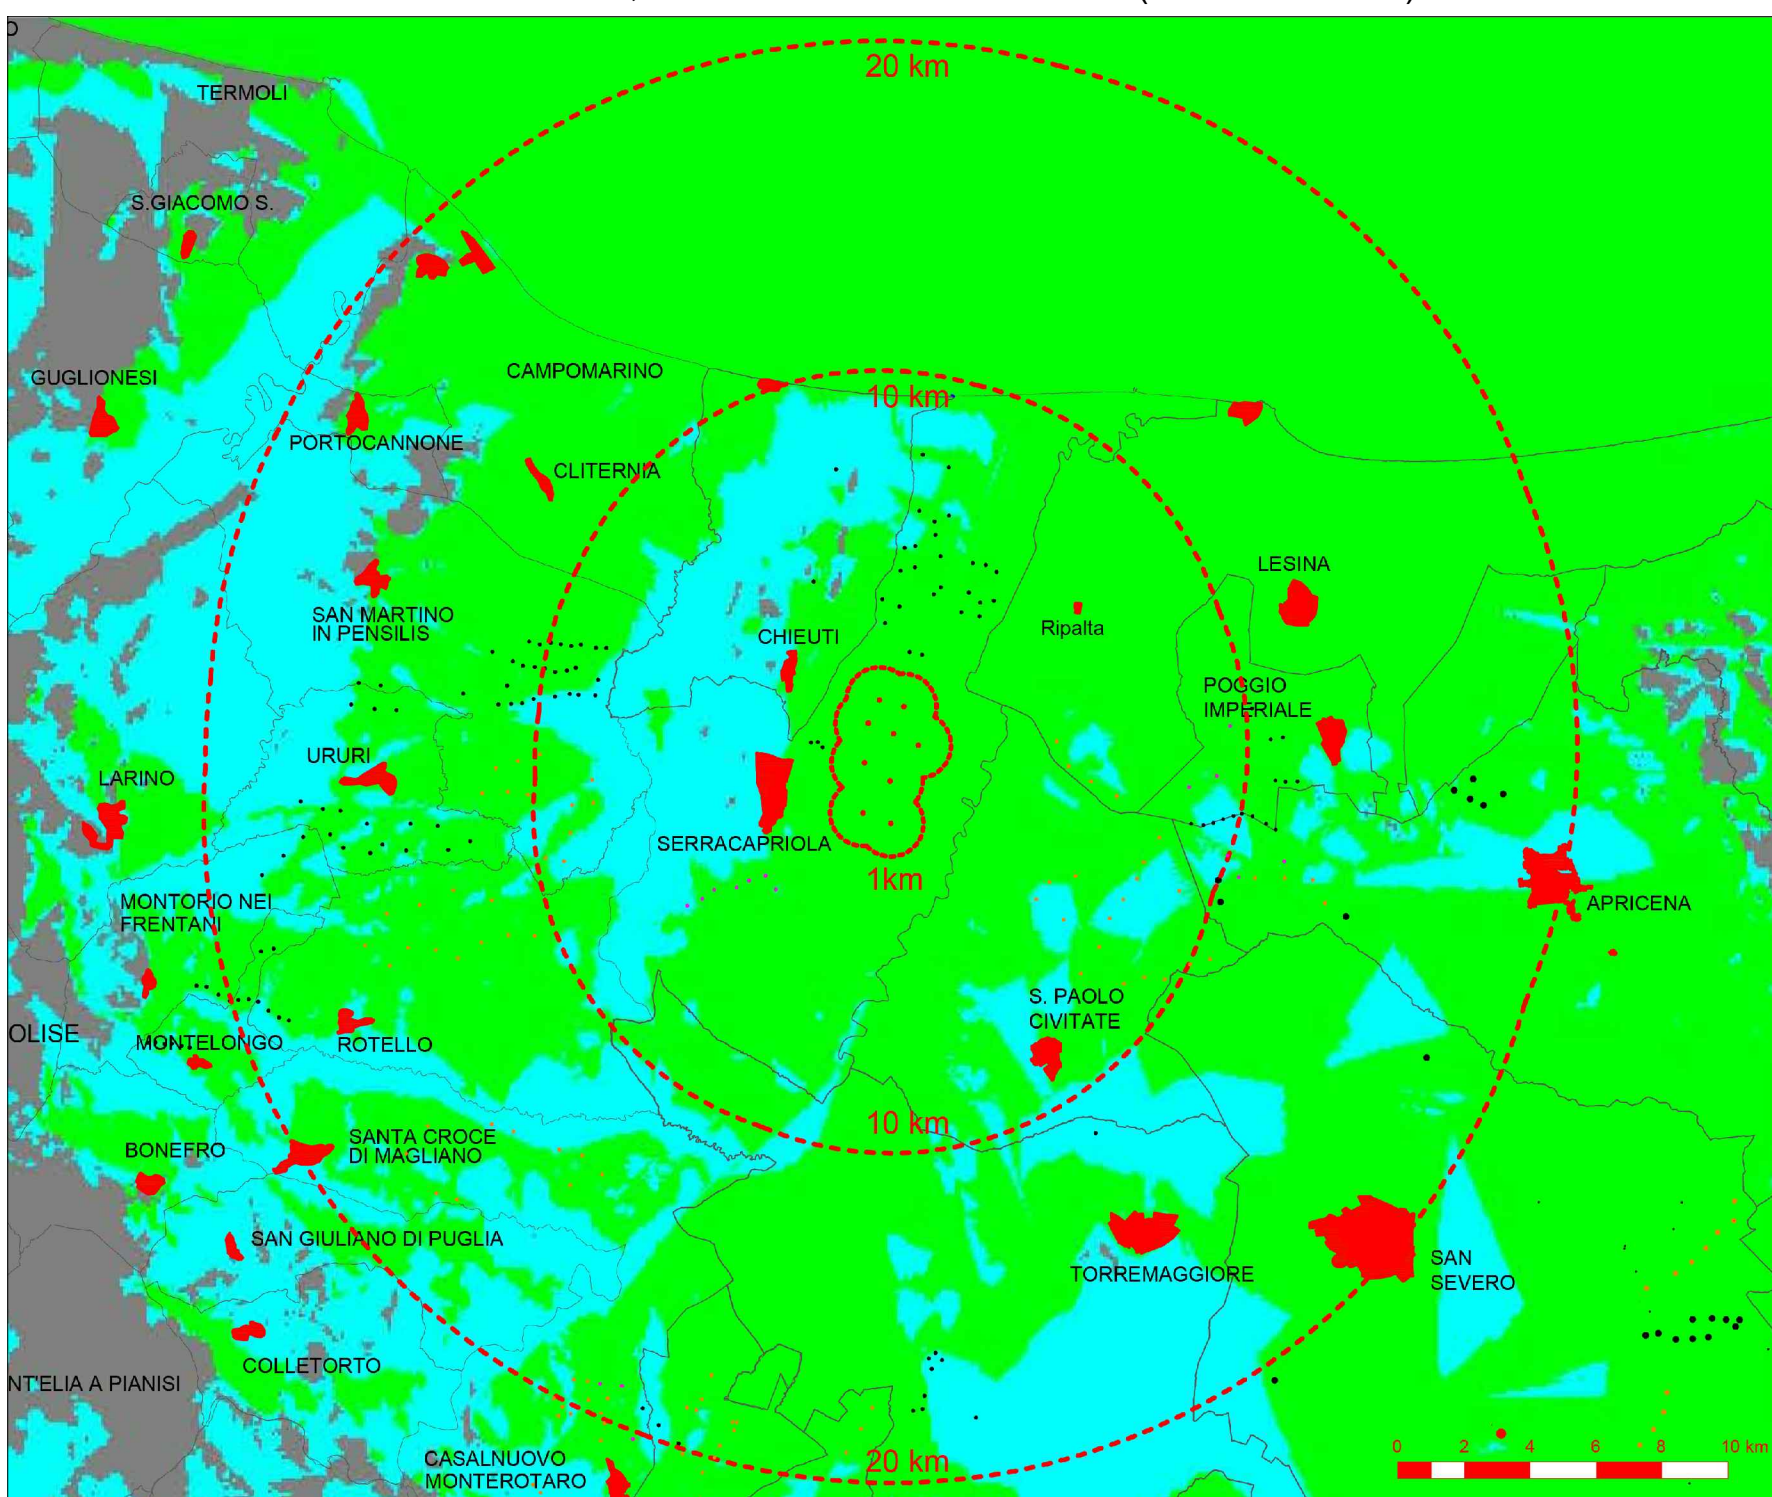 20 km
TERMOLI
S.GIACOMO S.
GUGLIONESI
CAMPOMARINO
10 km
PORTOCANNONE
CLITERNIA
LESINA
SAN MARTINO
IN PENSILIS
CHIEUTI
Ripalta
POGGIO
IMPERIALE
URURI
LARINO
SERRACAPRIOLA
1km
MONTORIO NEI
FRENTANI
APRICENA
S. PAOLO
CIVITATE
OLISE
MONTELONGO
ROTELLO
10 km
SANTA CROCE
DI MAGLIANO
BONEFRO
SAN GIULIANO DI PUGLIA
TORREMAGGIORE
SAN
SEVERO
COLLETORTO
NT'ELIA A PIANISI
CASALNUOVO
MONTEROTARO
20 km
0 2 4 6 8 10 km